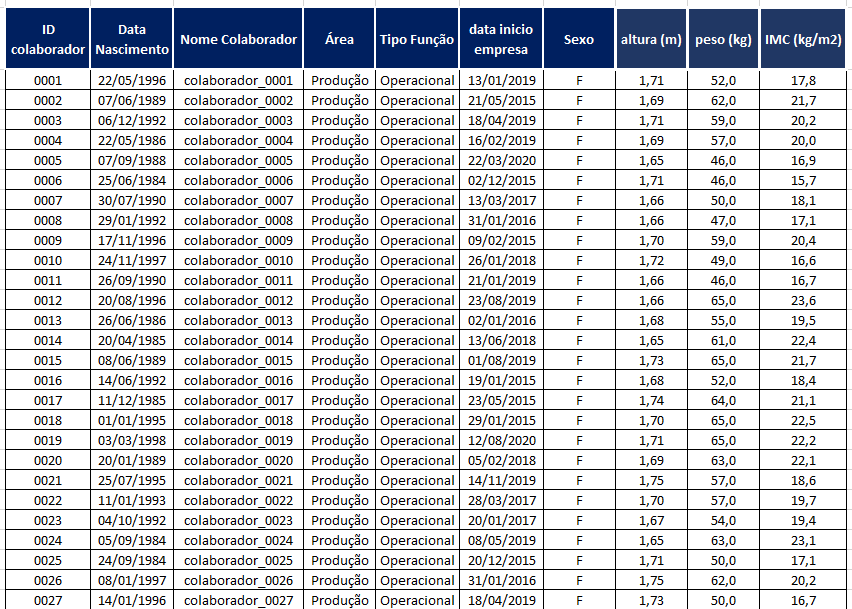 ID colaborador Data Nascimento Nome Colaborador Área Tipo Função data inicio empresa Sexo altura (m) peso (kg) IMC (kg/m2)
0001 22/05/1996 colaborador_0001 Produção Operacional 13/01/2019 F 1,71 52,0 17,8
0002 07/06/1989 colaborador_0002 Produção Operacional 21/05/2015 F 1,69 62,0 21,7
0003 06/12/1992 colaborador_0003 Produção Operacional 18/04/2019 F 1,71 59,0 20,2
0004 22/05/1986 colaborador_0004 Produção Operacional 16/02/2019 F 1,69 57,0 20,0
0005 07/09/1988 colaborador_0005 Produção Operacional 22/03/2020 F 1,65 46,0 16,9
0006 25/06/1984 colaborador_0006 Produção Operacional 02/12/2015 F 1,71 46,0 15,7
0007 30/07/1990 colaborador_0007 Produção Operacional 13/03/2017 F 1,66 50,0 18,1
0008 29/01/1992 colaborador_0008 Produção Operacional 31/01/2016 F 1,66 47,0 17,1
0009 17/11/1996 colaborador_0009 Produção Operacional 09/02/2015 F 1,70 59,0 20,4
0010 24/11/1997 colaborador_0010 Produção Operacional 26/01/2018 F 1,72 49,0 16,6
0011 26/09/1990 colaborador_0011 Produção Operacional 21/01/2019 F 1,66 46,0 16,7
0012 20/08/1996 colaborador_0012 Produção Operacional 23/08/2019 F 1,66 65,0 23,6
0013 26/06/1986 colaborador_0013 Produção Operacional 02/01/2016 F 1,68 55,0 19,5
0014 20/04/1985 colaborador_0014 Produção Operacional 13/06/2018 F 1,65 61,0 22,4
0015 08/06/1989 colaborador_0015 Produção Operacional 01/08/2019 F 1,73 65,0 21,7
0016 14/06/1992 colaborador_0016 Produção Operacional 19/01/2015 F 1,68 52,0 18,4
0017 11/12/1985 colaborador_0017 Produção Operacional 23/05/2015 F 1,74 64,0 21,1
0018 01/01/1995 colaborador_0018 Produção Operacional 29/01/2015 F 1,70 65,0 22,5
0019 03/03/1998 colaborador_0019 Produção Operacional 12/08/2020 F 1,71 65,0 22,2
0020 20/01/1989 colaborador_0020 Produção Operacional 05/02/2018 F 1,69 63,0 22,1
0021 25/07/1995 colaborador_0021 Produção Operacional 14/11/2019 F 1,75 57,0 18,6
0022 11/01/1993 colaborador_0022 Produção Operacional 28/03/2017 F 1,70 57,0 19,7
0023 04/10/1992 colaborador_0023 Produção Operacional 20/01/2017 F 1,67 54,0 19,4
0024 05/09/1984 colaborador_0024 Produção Operacional 08/05/2019 F 1,65 63,0 23,1
0025 24/09/1984 colaborador_0025 Produção Operacional 20/12/2015 F 1,71 50,0 17,1
0026 08/01/1997 colaborador_0026 Produção Operacional 31/01/2016 F 1,75 62,0 20,2
0027 14/01/1996 colaborador_0027 Produção Operacional 18/04/2019 F 1,73 50,0 16,7